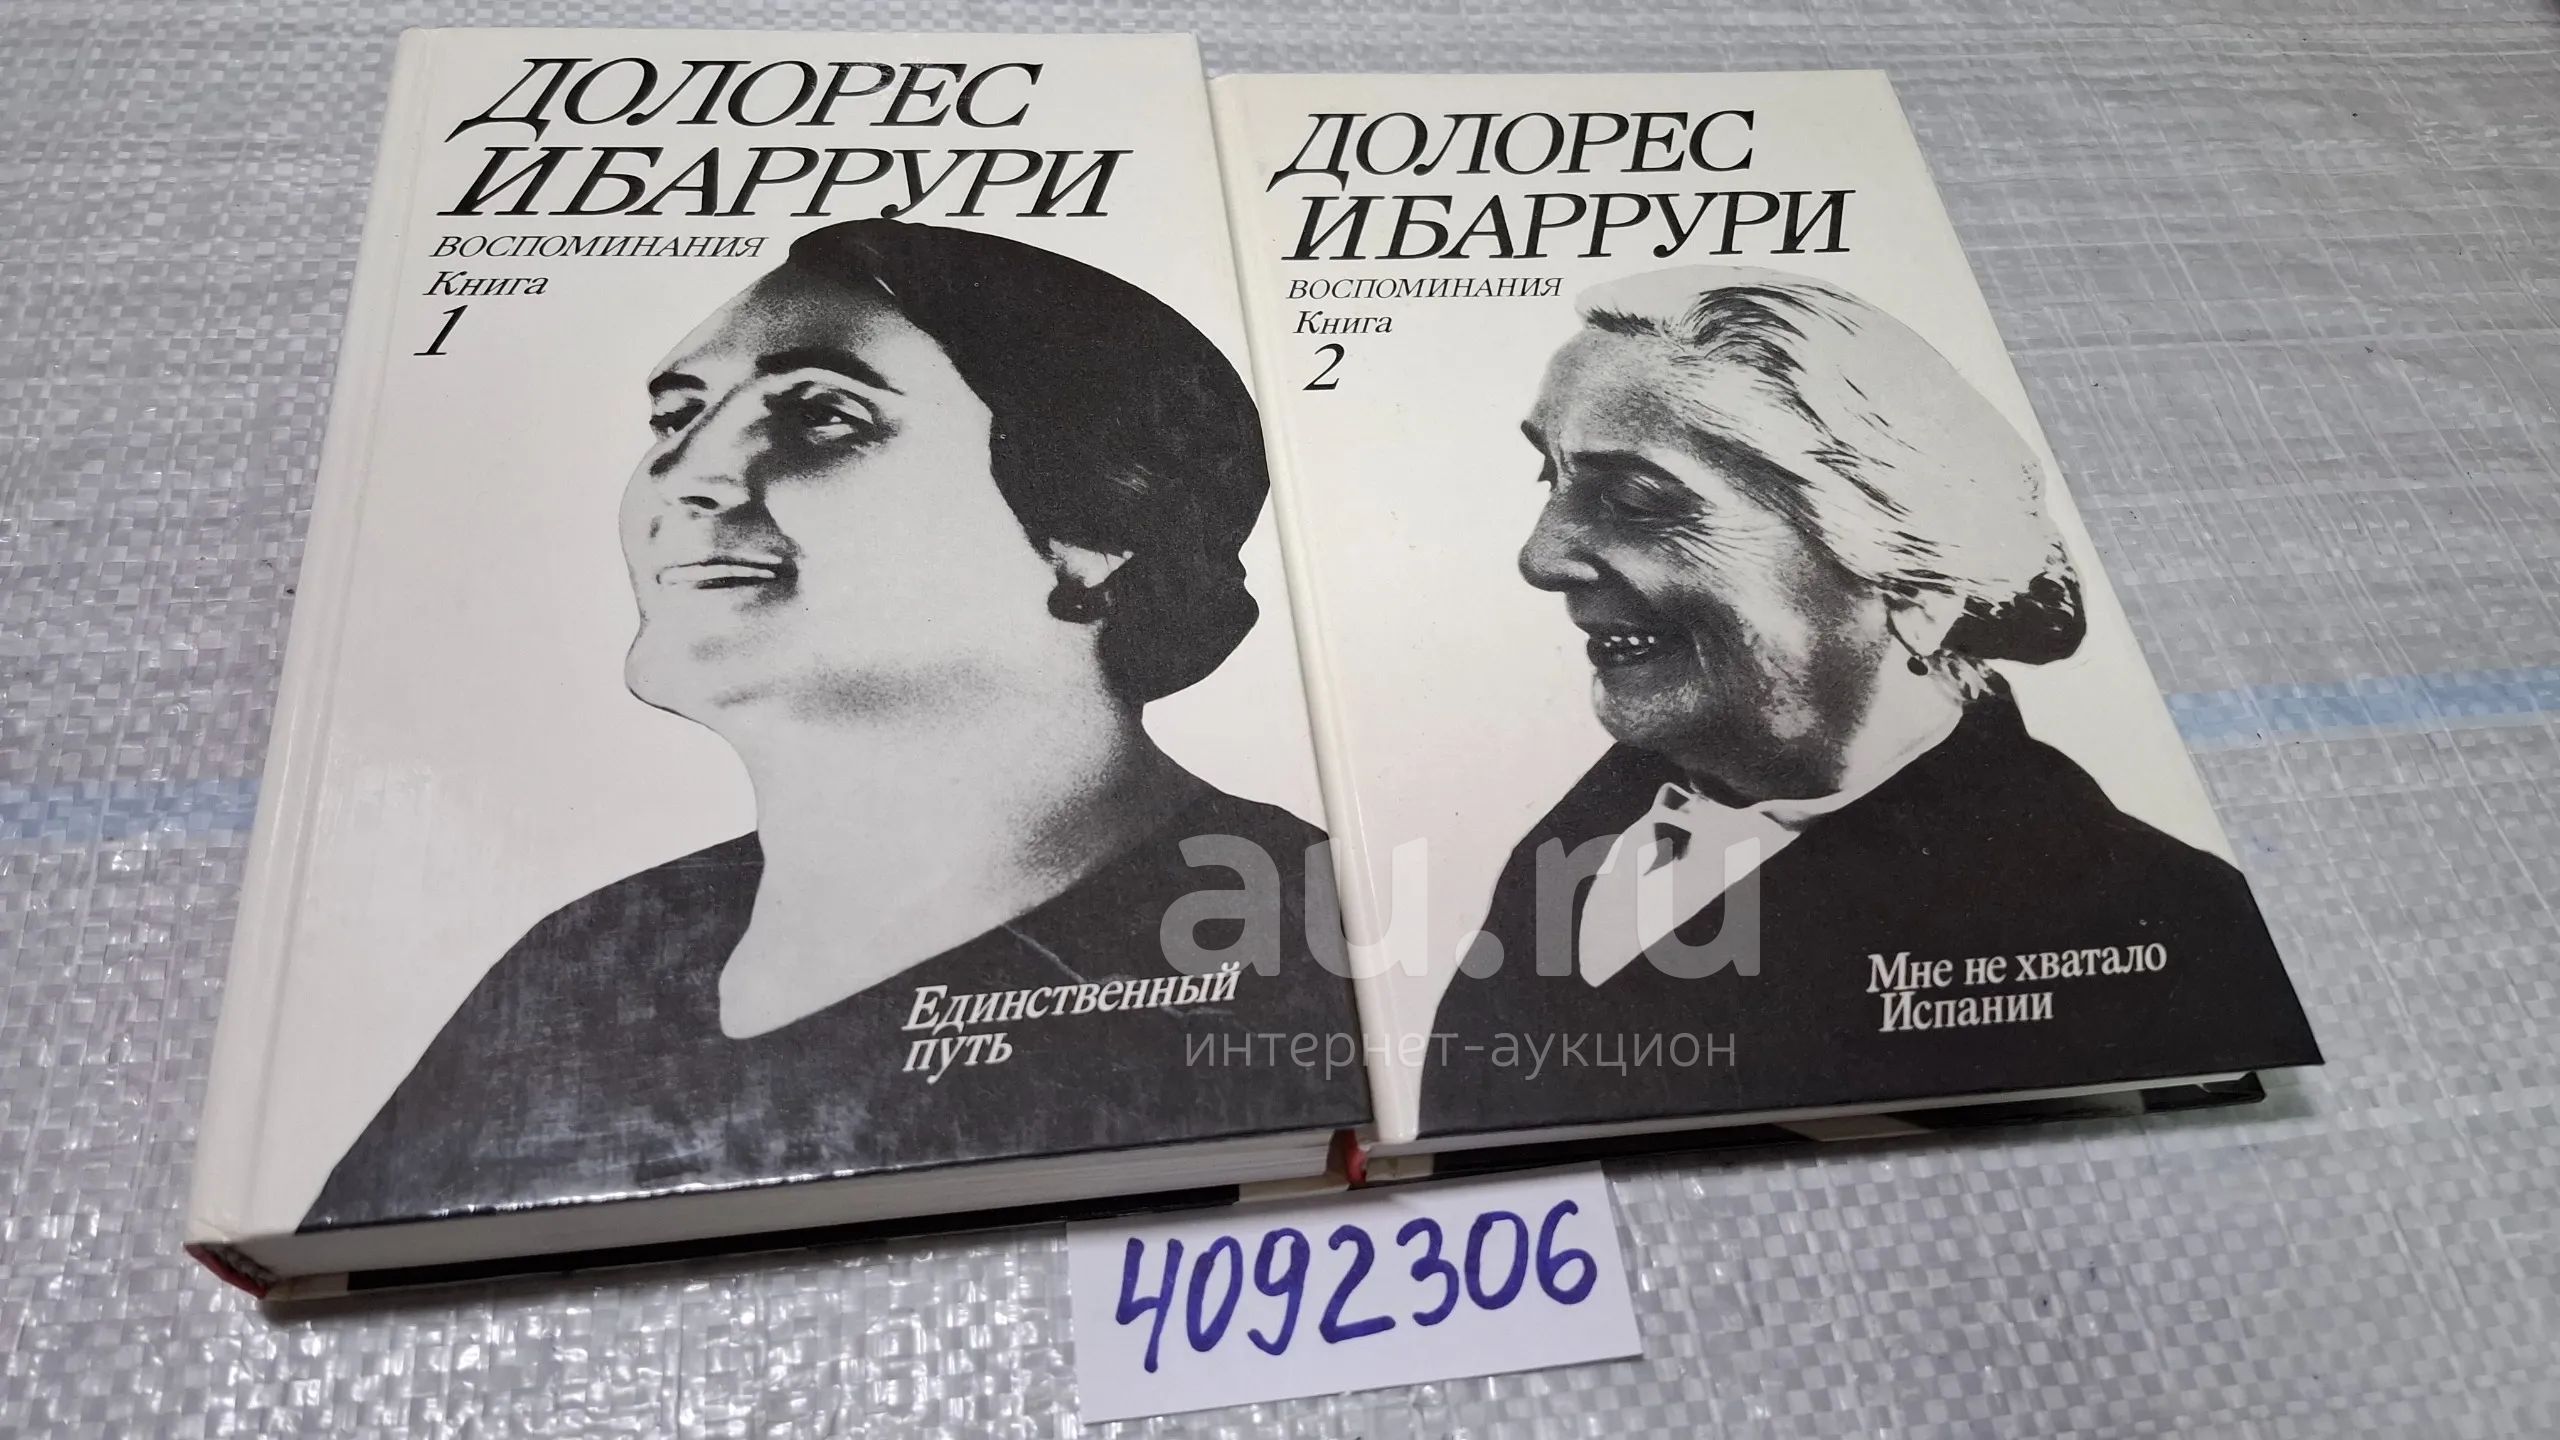 ДОЛОРЕС
ИБАРРУРИ
ВОСПОМИНАНИЯ
Книга
1
Единственный
путь
ДОЛОРЕС
ИБАРРУРИ
ВОСПОМИНАНИЯ
Книга
2
Мне не хватало
Испании
au.ru
интернет-аукцион
4092306